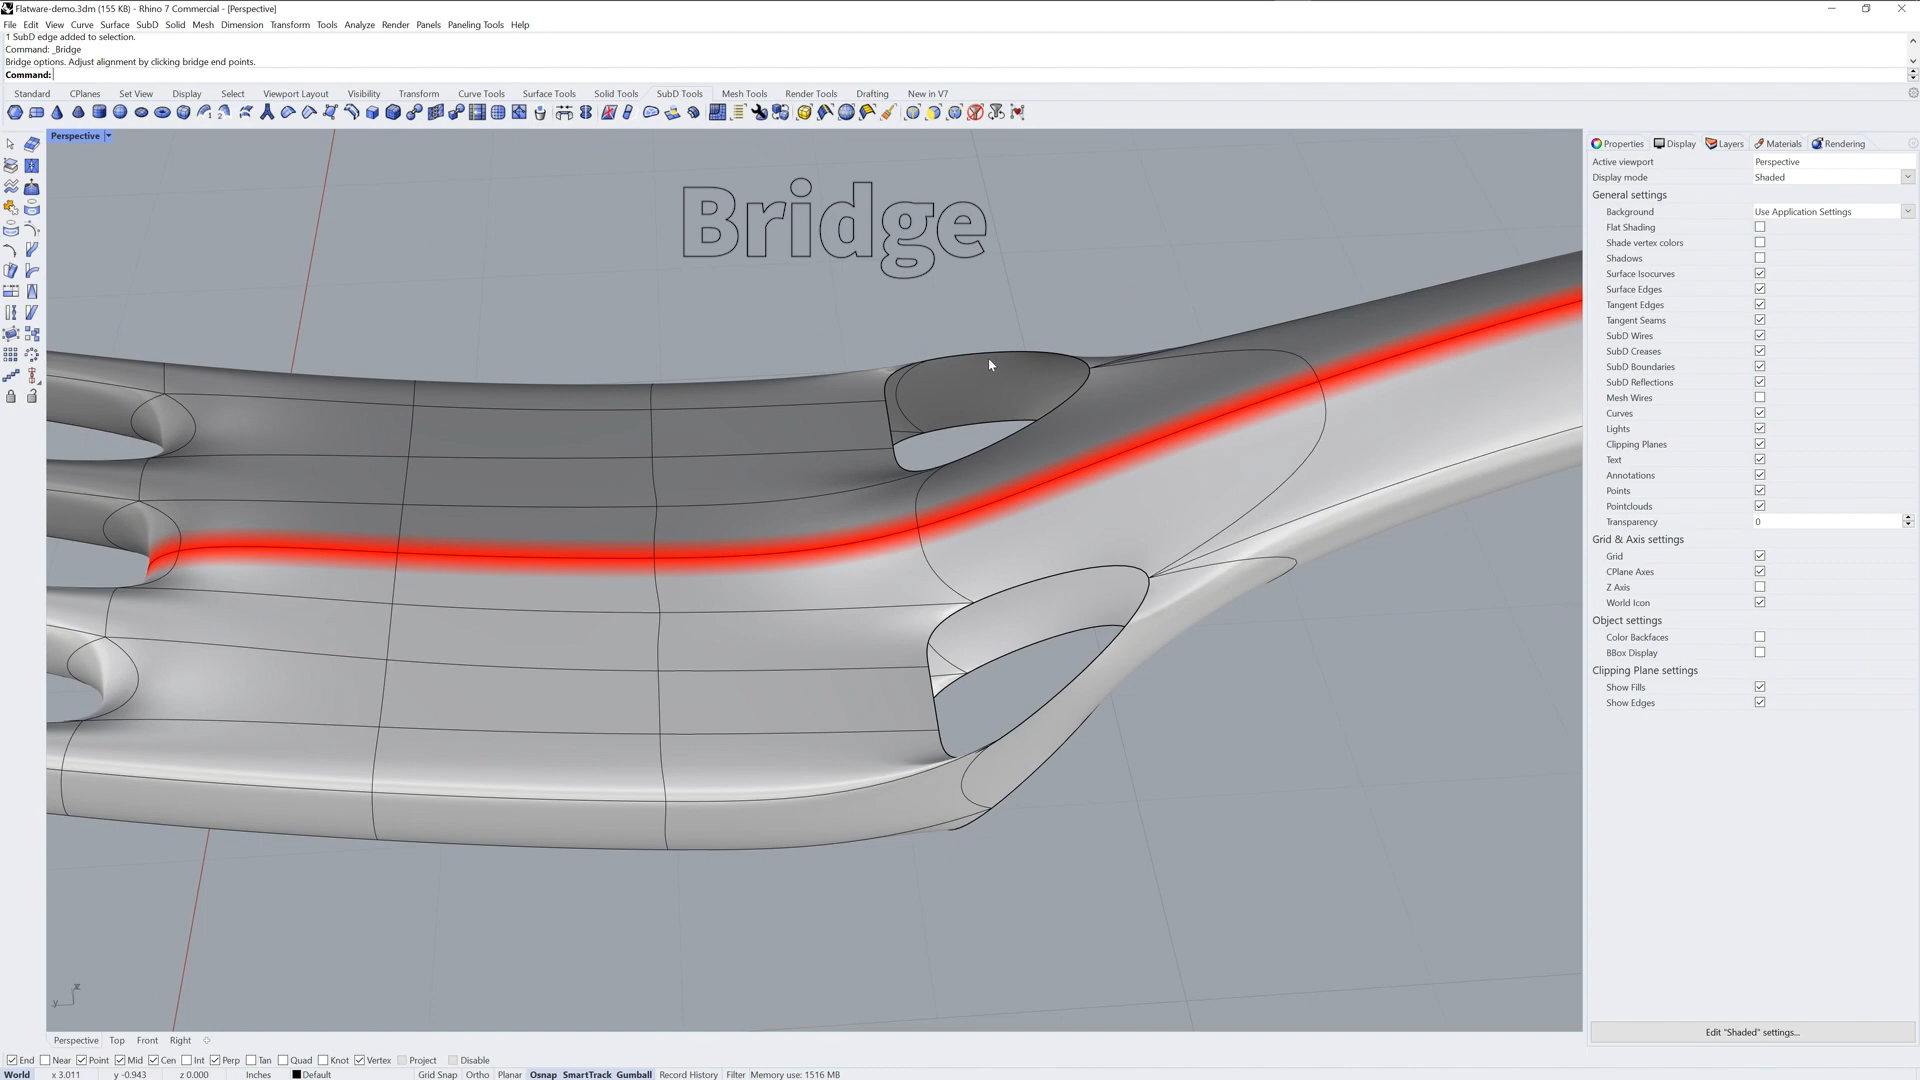 Flatware-demo.3dm (155 KB) - Rhino 7 Commercial - [Perspective]
File Edit View Curve Surface SubD Solid Mesh Dimension Transform Tools Analyze Render Panels Paneling Tools Help
1 SubD edge added to selection.
Command: _Bridge
Bridge options. Adjust alignment by clicking bridge end points.
Command:
Standard CPlanes Set View Display Select Viewport Layout Visibility Transform Curve Tools Surface Tools Solid Tools SubD Tools Mesh Tools Render Tools Drafting New in V7
Perspective
Bridge
Properties Display Layers Materials Rendering
Active viewport Perspective
Display mode Shaded
General settings
Background Use Application Settings
Flat Shading
Shade vertex colors
Shadows
Surface Isocurves
Surface Edges
Tangent Edges
Tangent Seams
SubD Wires
SubD Creases
SubD Boundaries
SubD Reflections
Mesh Wires
Curves
Lights
Clipping Planes
Text
Annotations
Points
Pointclouds
Transparency 0
Grid & Axis settings
Grid
CPlane Axes
Z Axis
World Icon
Object settings
Color Backfaces
BBox Display
Clipping Plane settings
Show Fills
Show Edges
Edit "Shaded" settings...
z
y
Perspective Top Front Right
End Near Point Mid Cen Int Perp Tan Quad Knot Vertex Project Disable
World x 3.011 y -0.943 z 0.000 Inches Default Grid Snap Ortho Planar Osnap SmartTrack Gumball Record History Filter Memory use: 1516 MB